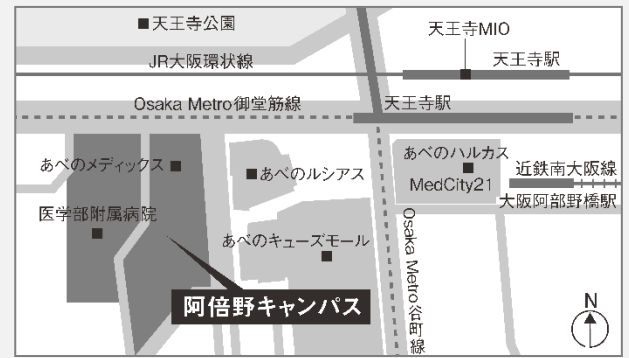 天王寺公園
天王寺MIO
JR大阪環状線
天王寺駅
Osaka Metro御堂筋線
天王寺駅
あべのメディックス
あべのルシアス
あべのハルカス
MedCity21
近鉄南大阪線
大阪阿部野橋駅
医学部附属病院
あべのキューズモール
Osaka Metro谷町線
阿倍野キャンパス
N